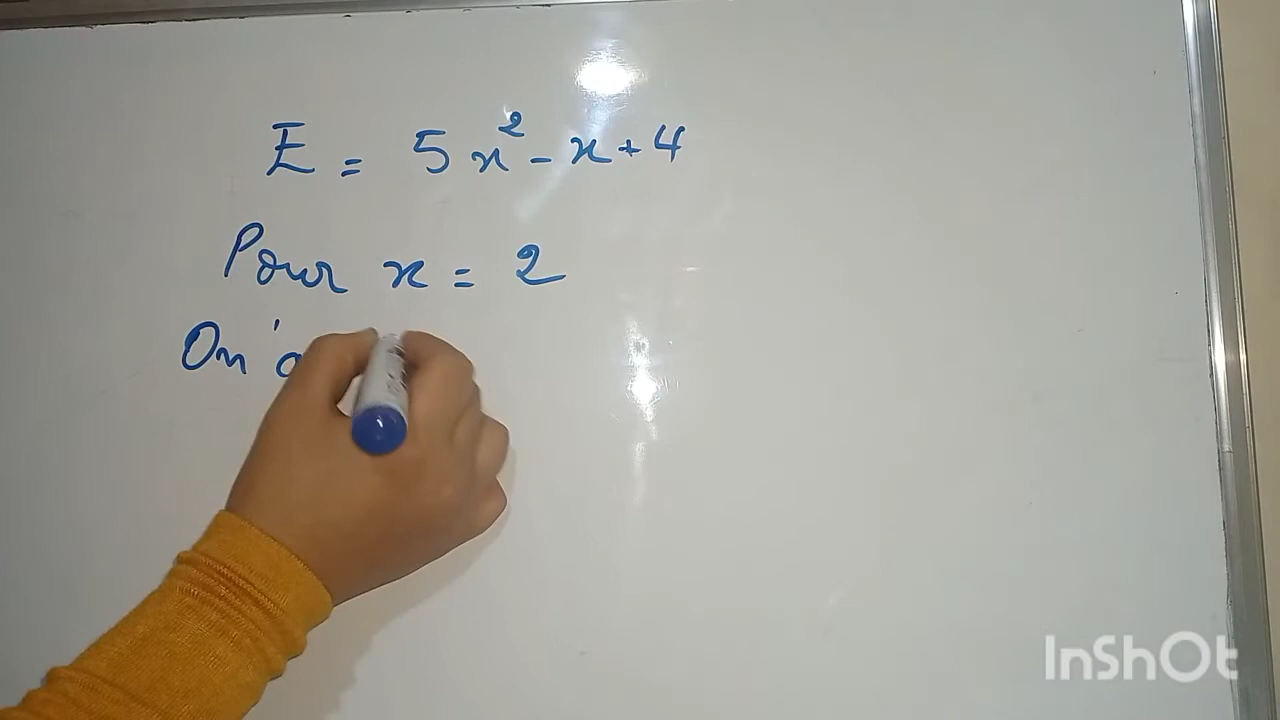 E = 5x² - x + 4
Pour x = 2
On a
InShOt